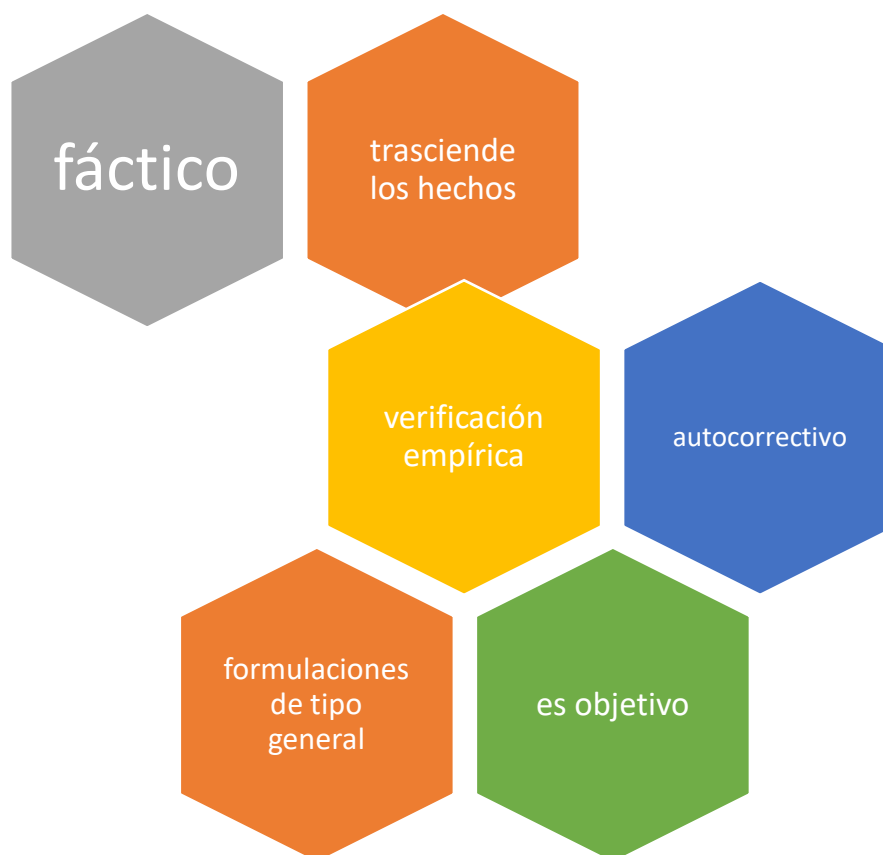 fáctico
trasciende
los hechos
verificación
empírica
autocorrectivo
formulaciones
de tipo
general
es objetivo